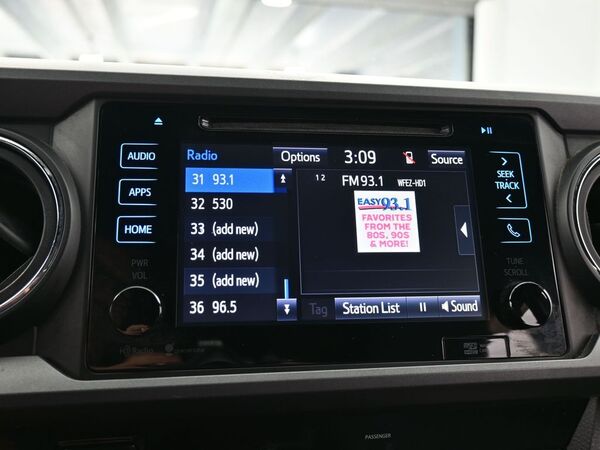 AUDIO
APPS
HOME
PWR
VOL
HD Radio
Radio
Options
3:09
Source
31 93.1
32 530
33 (add new)
34 (add new)
35 (add new)
36 96.5
1 2
FM 93.1
WFEZ-HD1
EASY 93.1
FAVORITES
FROM THE
80S, 90S
& MORE!
Tag
Station List
Sound
SEEK
TRACK
TUNE
SCROLL
PASSENGER